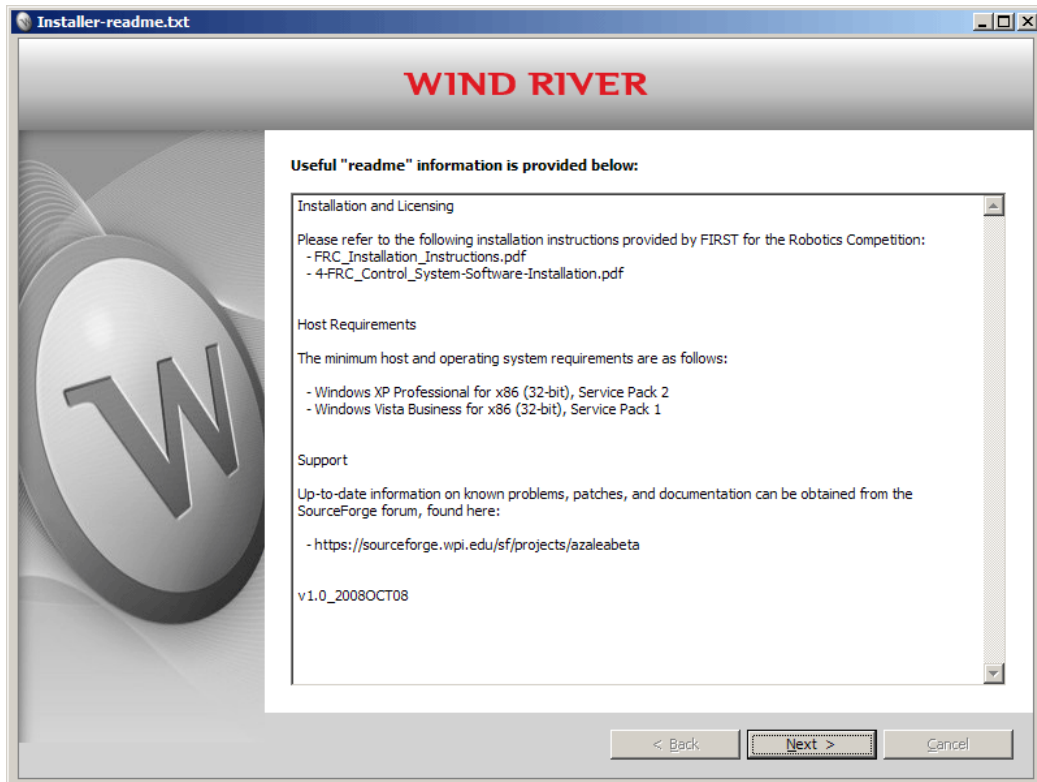 Installer-readme.txt
WIND RIVER
Useful "readme" information is provided below:
Installation and Licensing
Please refer to the following installation instructions provided by FIRST for the Robotics Competition:
- FRC_Installation_Instructions.pdf
- 4-FRC_Control_System-Software-Installation.pdf
Host Requirements
The minimum host and operating system requirements are as follows:
- Windows XP Professional for x86 (32-bit), Service Pack 2
- Windows Vista Business for x86 (32-bit), Service Pack 1
Support
Up-to-date information on known problems, patches, and documentation can be obtained from the
SourceForge forum, found here:
- https://sourceforge.wpi.edu/sf/projects/azaleabeta
v1.0_2008OCT08
W
< Back
Next >
Cancel